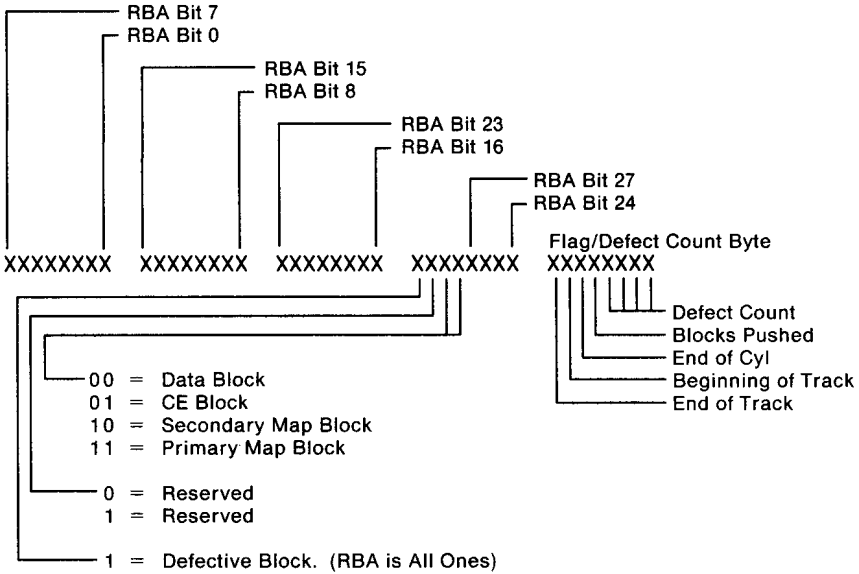 RBA Bit 7
RBA Bit 0
RBA Bit 15
RBA Bit 8
RBA Bit 23
RBA Bit 16
RBA Bit 27
RBA Bit 24
Flag/Defect Count Byte
XXXXXXXX XXXXXXXX XXXXXXXX XXXXXXXX XXXXXXXX
Defect Count
Blocks Pushed
End of Cyl
Beginning of Track
End of Track
00 = Data Block
01 = CE Block
10 = Secondary Map Block
11 = Primary Map Block
0 = Reserved
1 = Reserved
1 = Defective Block. (RBA is All Ones)